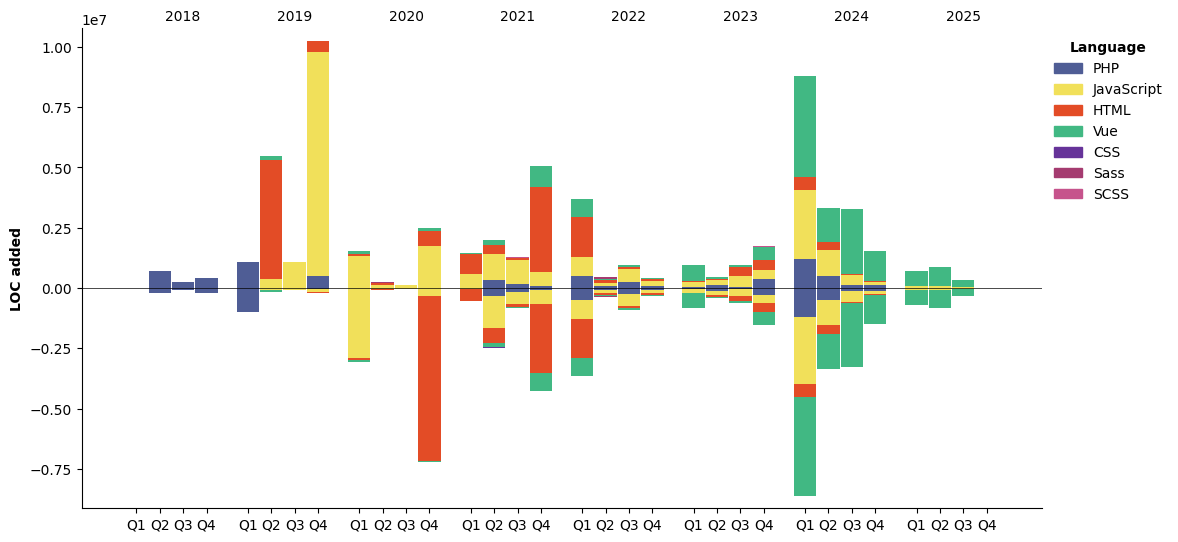 2018 2019 2020 2021 2022 2023 2024 2025
1e7
LOC added
1.00
0.75
0.50
0.25
0.00
−0.25
−0.50
−0.75
Q1 Q2 Q3 Q4 Q1 Q2 Q3 Q4 Q1 Q2 Q3 Q4 Q1 Q2 Q3 Q4 Q1 Q2 Q3 Q4 Q1 Q2 Q3 Q4 Q1 Q2 Q3 Q4 Q1 Q2 Q3 Q4
Language
PHP
JavaScript
HTML
Vue
CSS
Sass
SCSS